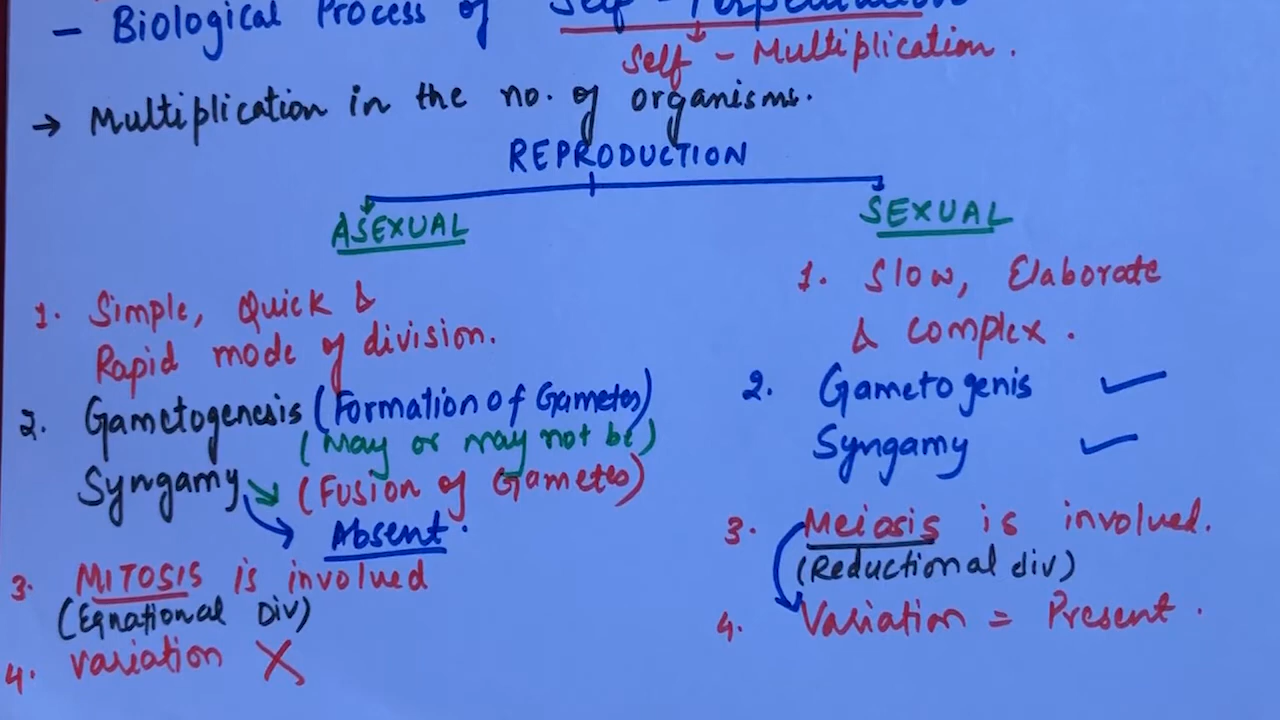 - Biological Process of Self-
Self-Multiplication.
→ Multiplication in the no. of organisms.
REPRODUCTION
ASEXUAL
1. Simple, Quick &
Rapid mode of division.
2. Gametogenesis (Formation of Gametes)
(May or may not be)
Syngamy → (Fusion of Gametes)
Absent.
3. MITOSIS is involved
(Eqnational Div)
4. variation X
SEXUAL
1. Slow, Elaborate
& complex.
2. Gametogenis ✓
Syngamy ✓
3. Meiosis is involved.
(Reductional div)
4. Variation = Present.